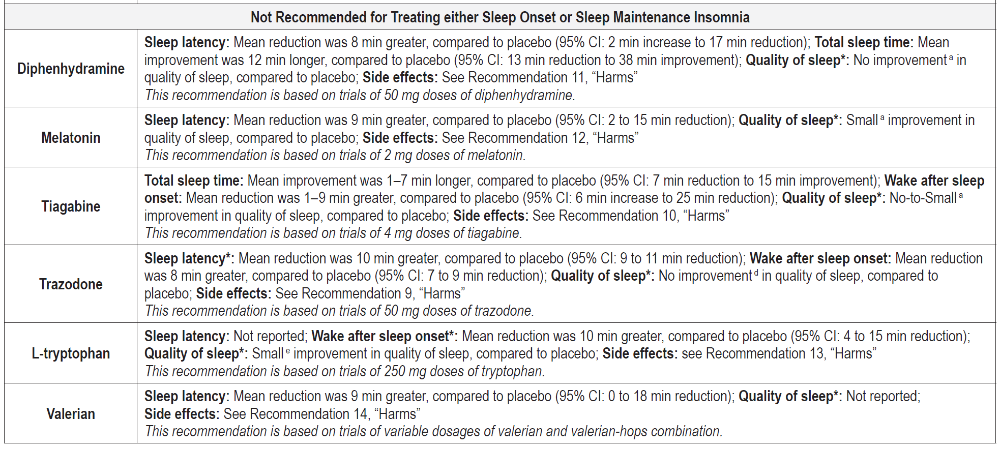 Not Recommended for Treating either Sleep Onset or Sleep Maintenance Insomnia
Diphenhydramine
Sleep latency: Mean reduction was 8 min greater, compared to placebo (95% CI: 2 min increase to 17 min reduction); Total sleep time: Mean
improvement was 12 min longer, compared to placebo (95% CI: 13 min reduction to 38 min improvement); Quality of sleep*: No improvement a in
quality of sleep, compared to placebo; Side effects: See Recommendation 11, “Harms”
This recommendation is based on trials of 50 mg doses of diphenhydramine.
Melatonin
Sleep latency: Mean reduction was 9 min greater, compared to placebo (95% CI: 2 to 15 min reduction); Quality of sleep*: Small a improvement in
quality of sleep, compared to placebo; Side effects: See Recommendation 12, “Harms”
This recommendation is based on trials of 2 mg doses of melatonin.
Tiagabine
Total sleep time: Mean improvement was 1–7 min longer, compared to placebo (95% CI: 7 min reduction to 15 min improvement); Wake after sleep
onset: Mean reduction was 1–9 min greater, compared to placebo (95% CI: 6 min increase to 25 min reduction); Quality of sleep*: No-to-Small a
improvement in quality of sleep, compared to placebo; Side effects: See Recommendation 10, “Harms”
This recommendation is based on trials of 4 mg doses of tiagabine.
Trazodone
Sleep latency*: Mean reduction was 10 min greater, compared to placebo (95% CI: 9 to 11 min reduction); Wake after sleep onset: Mean reduction
was 8 min greater, compared to placebo (95% CI: 7 to 9 min reduction); Quality of sleep*: No improvement d in quality of sleep, compared to
placebo; Side effects: See Recommendation 9, “Harms”
This recommendation is based on trials of 50 mg doses of trazodone.
L-tryptophan
Sleep latency: Not reported; Wake after sleep onset*: Mean reduction was 10 min greater, compared to placebo (95% CI: 4 to 15 min reduction);
Quality of sleep*: Small e improvement in quality of sleep, compared to placebo; Side effects: see Recommendation 13, “Harms”
This recommendation is based on trials of 250 mg doses of tryptophan.
Valerian
Sleep latency: Mean reduction was 9 min greater, compared to placebo (95% CI: 0 to 18 min reduction); Quality of sleep*: Not reported;
Side effects: See Recommendation 14, “Harms”
This recommendation is based on trials of variable dosages of valerian and valerian-hops combination.